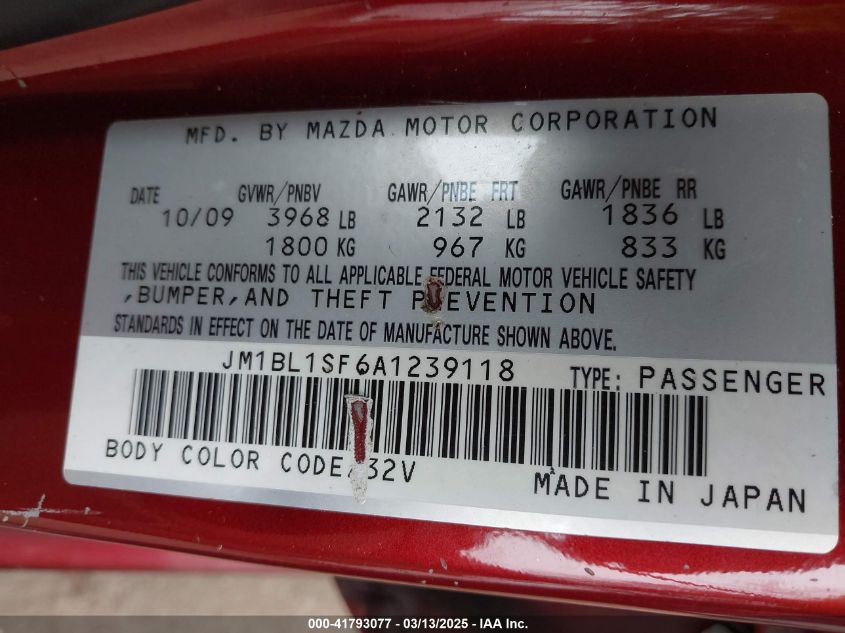 MFD. BY MAZDA MOTOR CORPORATION
DATE GVWR/PNBV GAWR/PNBE FRT GAWR/PNBE RR
10/09 3968 LB 2132 LB 1836 LB
1800 KG 967 KG 833 KG
THIS VEHICLE CONFORMS TO ALL APPLICABLE FEDERAL MOTOR VEHICLE SAFETY
,BUMPER,AND THEFT PREVENTION
STANDARDS IN EFFECT ON THE DATE OF MANUFACTURE SHOWN ABOVE.
JM1BL1SF6A1239118 TYPE: PASSENGER
BODY COLOR CODE 32V
MADE IN JAPAN
000-41793077 - 03/13/2025 - IAA Inc.